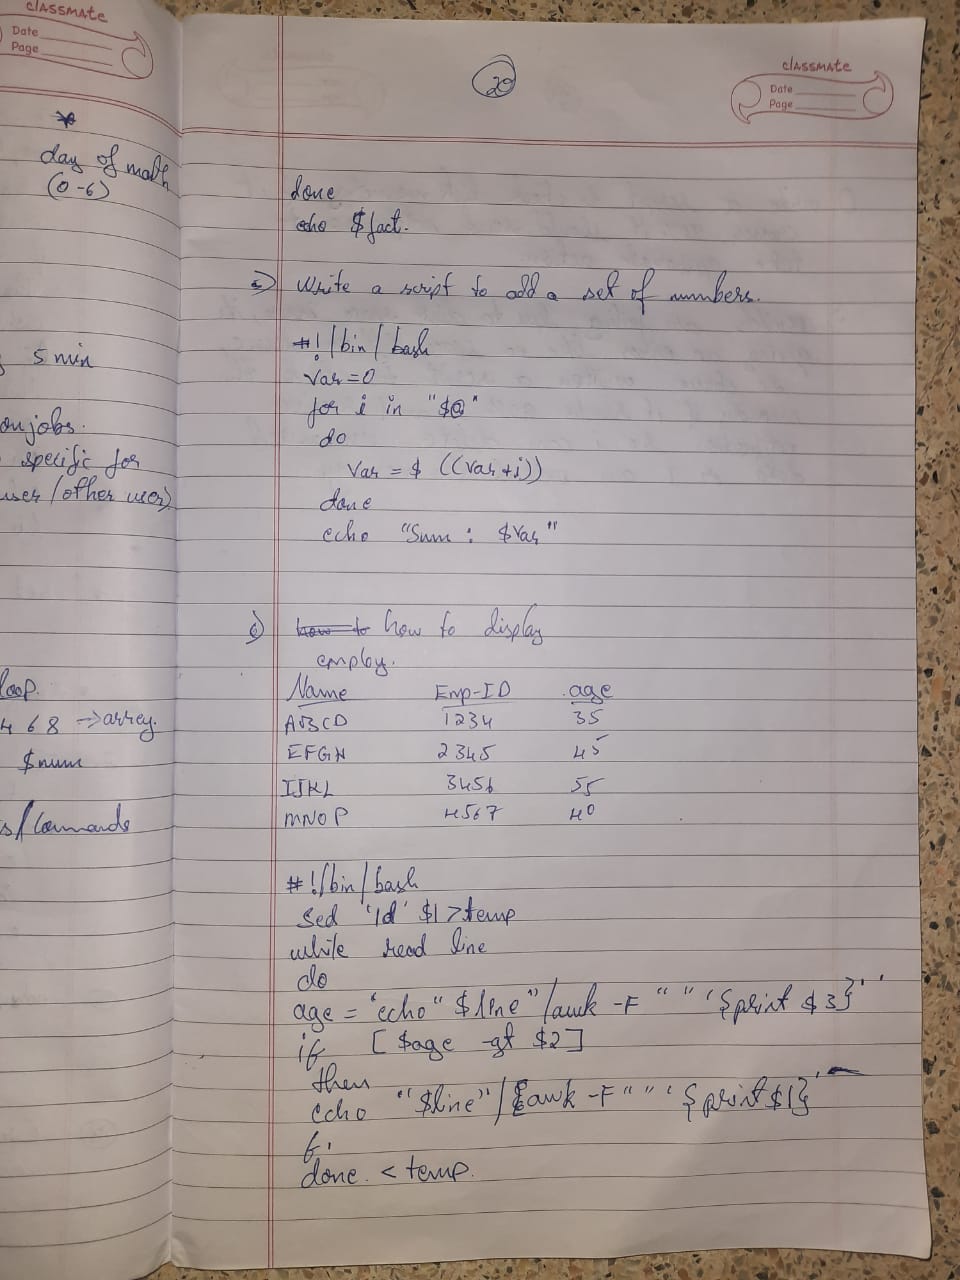 classmate
Date
Page
day of math
(0-6)
5 min
on jobs.
specific for
user/other user)
loop.
4 6 8 -> arrey.
$num
s/Commands
20
classmate
Date
Page
done
echo $fact.
5) Write a script to add a set of numbers.
#!/bin/bash
Var=0
for i in "$@"
do
Var = $ ((Var+i))
done
echo "Sum : $Var"
6) how to how to display
employ.
Name Emp-ID age
ABCD 1234 35
EFGH 2345 45
IJKL 3456 55
MNOP 4567 40
#!/bin/bash
sed '1d' $1 > temp
while read line
do
age = 'echo "$line"/awk -F " " '{print $3}' '
if [ $age -gt $2]
then
echo "$line"/awk -F " " '{print $1}'
fi
done. < temp.